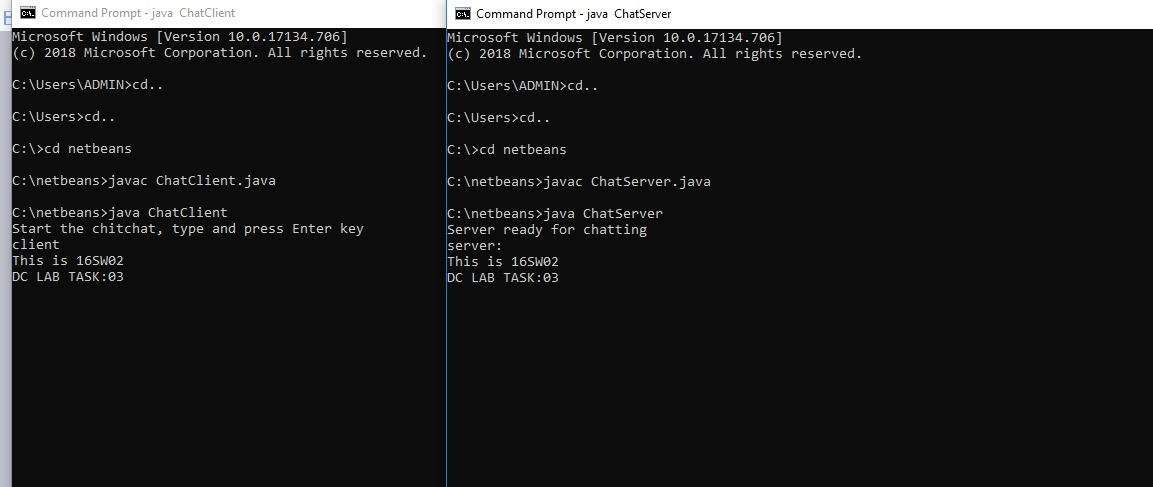 Command Prompt - java  ChatClient
Microsoft Windows [Version 10.0.17134.706]
(c) 2018 Microsoft Corporation. All rights reserved.
C:\Users\ADMIN>cd..
C:\Users>cd..
C:\>cd netbeans
C:\netbeans>javac ChatClient.java
C:\netbeans>java ChatClient
Start the chitchat, type and press Enter key
client
This is 16SW02
DC LAB TASK:03
Command Prompt - java  ChatServer
Microsoft Windows [Version 10.0.17134.706]
(c) 2018 Microsoft Corporation. All rights reserved.
C:\Users\ADMIN>cd..
C:\Users>cd..
C:\>cd netbeans
C:\netbeans>javac ChatServer.java
C:\netbeans>java ChatServer
Server ready for chatting
server:
This is 16SW02
DC LAB TASK:03